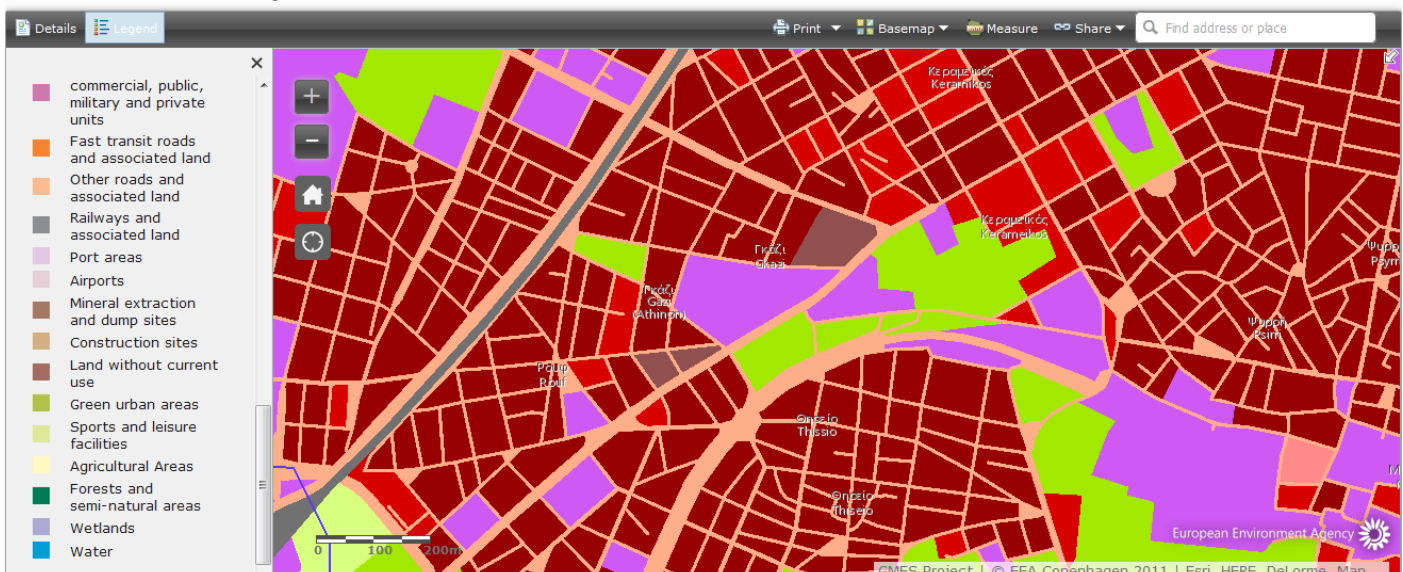 Details Legend Print Basemap Measure Share Find address or place
commercial, public,
military and private
units
Fast transit roads
and associated land
Other roads and
associated land
Railways and
associated land
Port areas
Airports
Mineral extraction
and dump sites
Construction sites
Land without current
use
Green urban areas
Sports and leisure
facilities
Agricultural Areas
Forests and
semi-natural areas
Wetlands
Water
Κεραμεικός
Keramikos
Κεραμεικός
Kerameikos
Γκάζι
Gkazi
Γκάζι
Gazi
(Athinon)
Ρουφ
Rouf
Ψυρρή
Psirri
Θησείο
Thissio
Θησείο
Thiseio
0 100 200m
European Environment Agency
GMES Project | © EEA Copenhagen 2011 | Esri, HERE, DeLorme, Map